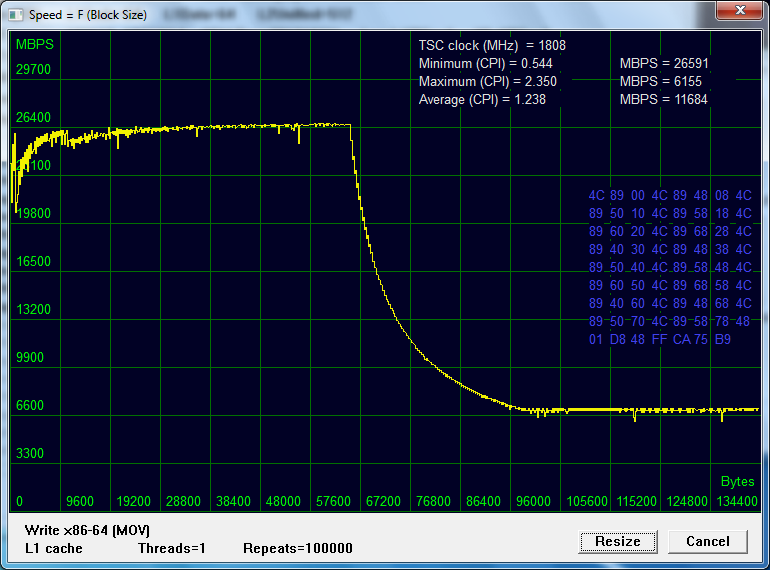 Speed = F (Block Size)
MBPS
TSC clock (MHz) = 1808
Minimum (CPI) = 0.544 MBPS = 26591
Maximum (CPI) = 2.350 MBPS = 6155
Average (CPI) = 1.238 MBPS = 11684
29700
26400
23100
19800
16500
13200
9900
6600
3300
4C 89 00 4C 89 48 08 4C
89 50 10 4C 89 58 18 4C
89 60 20 4C 89 68 28 4C
89 40 30 4C 89 48 38 4C
89 50 40 4C 89 58 48 4C
89 60 50 4C 89 68 58 4C
89 40 60 4C 89 48 68 4C
89 50 70 4C 89 58 78 48
01 D8 48 FF CA 75 B9
Bytes
0 9600 19200 28800 38400 48000 57600 67200 76800 86400 96000 105600 115200 124800 134400
Write x86-64 (MOV)
L1 cache Threads=1 Repeats=100000
Resize Cancel